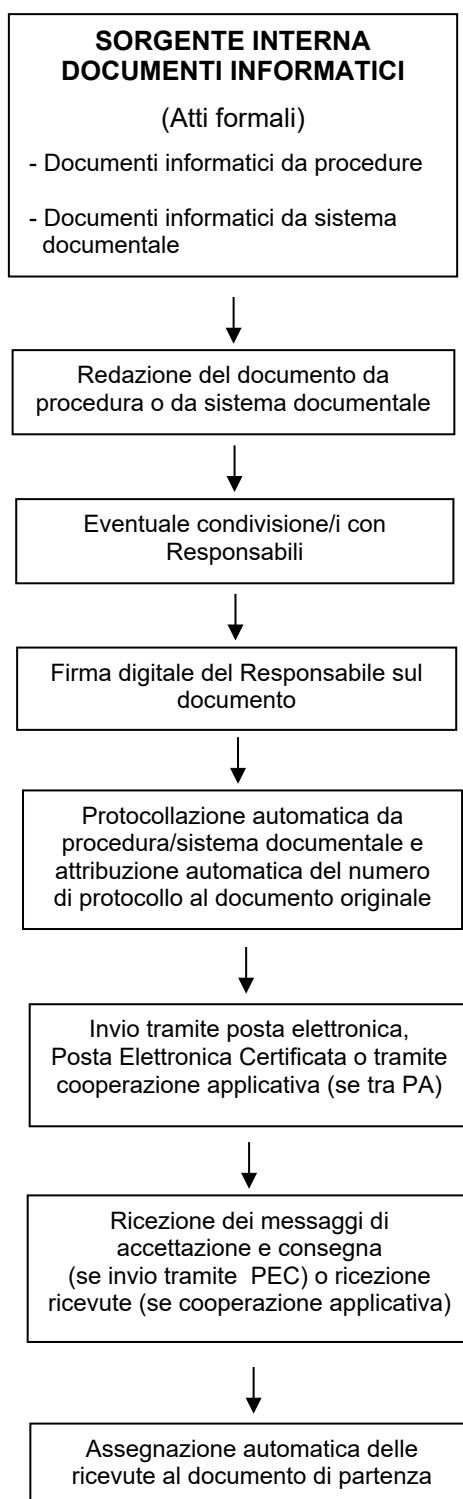 SORGENTE INTERNA
DOCUMENTI INFORMATICI
(Atti formali)
- Documenti informatici da procedure
- Documenti informatici da sistema
documentale
Redazione del documento da
procedura o da sistema documentale
Eventuale condivisione/i con
Responsabili
Firma digitale del Responsabile sul
documento
Protocollazione automatica da
procedura/sistema documentale e
attribuzione automatica del numero
di protocollo al documento originale
Invio tramite posta elettronica,
Posta Elettronica Certificata o tramite
cooperazione applicativa (se tra PA)
Ricezione dei messaggi di
accettazione e consegna
(se invio tramite PEC) o ricezione
ricevute (se cooperazione applicativa)
Assegnazione automatica delle
ricevute al documento di partenza